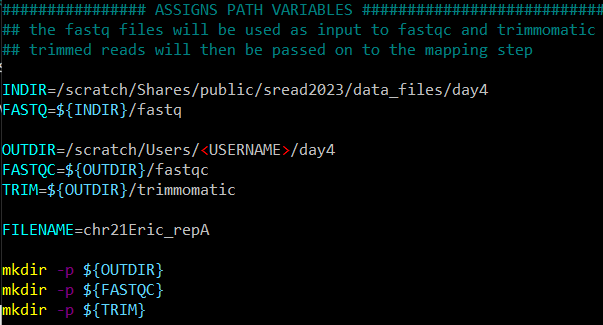 ################ ASSIGNS PATH VARIABLES ###########################
## the fastq files will be used as input to fastqc and trimmomatic
## trimmed reads will then be passed on to the mapping step
INDIR=/scratch/Shares/public/sread2023/data_files/day4
FASTQ=${INDIR}/fastq
OUTDIR=/scratch/Users/<USERNAME>/day4
FASTQC=${OUTDIR}/fastqc
TRIM=${OUTDIR}/trimmomatic
FILENAME=chr21Eric_repA
mkdir -p ${OUTDIR}
mkdir -p ${FASTQC}
mkdir -p ${TRIM}